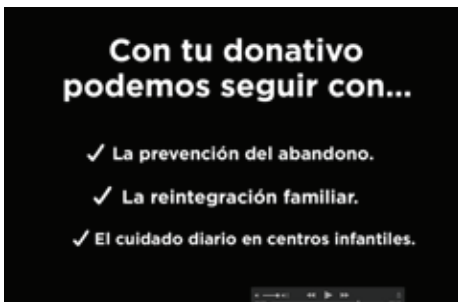 Con tu donativo
podemos seguir con...
✓ La prevención del abandono.
✓ La reintegración familiar.
✓ El cuidado diario en centros infantiles.